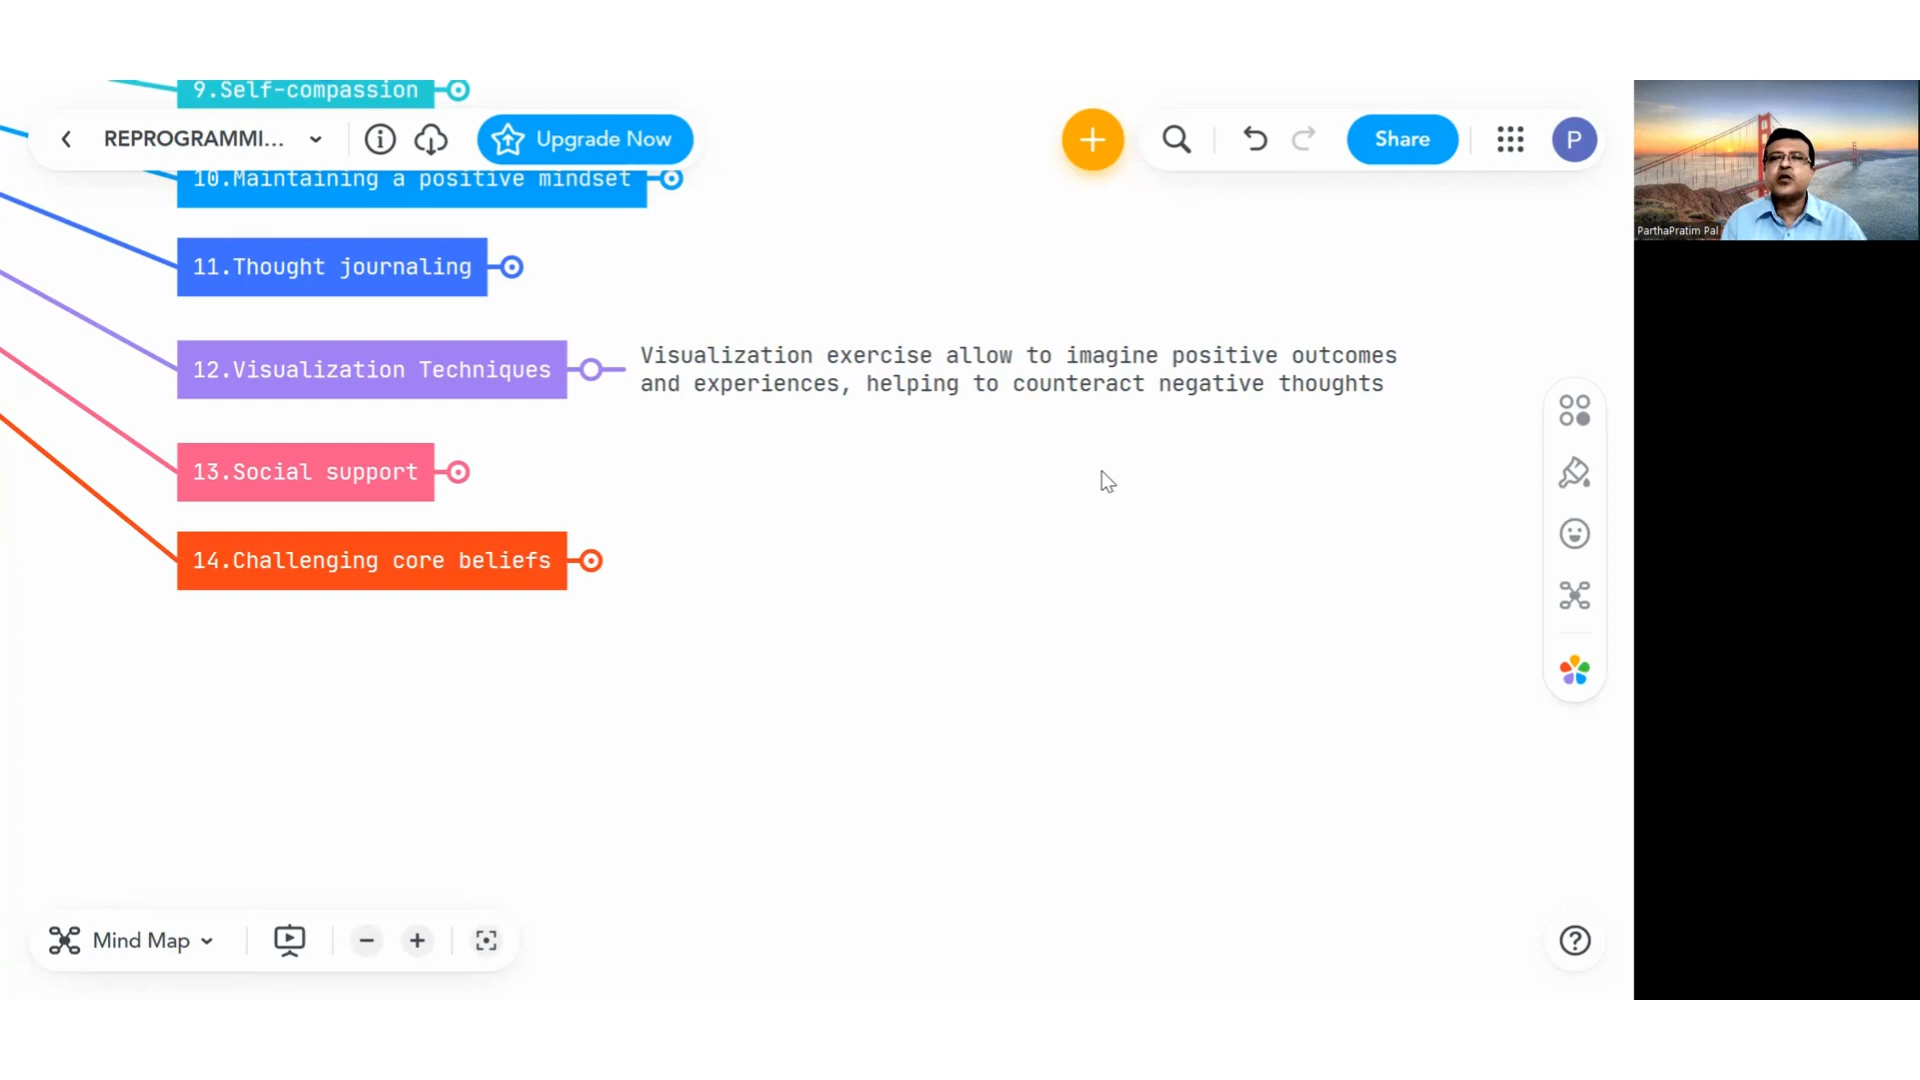 9.Self-compassion
REPROGRAMMI...
Upgrade Now
Share
P
10.Maintaining a positive mindset
ParthaPratim Pal
11.Thought journaling
12.Visualization Techniques
Visualization exercise allow to imagine positive outcomes
and experiences, helping to counteract negative thoughts
13.Social support
14.Challenging core beliefs
Mind Map